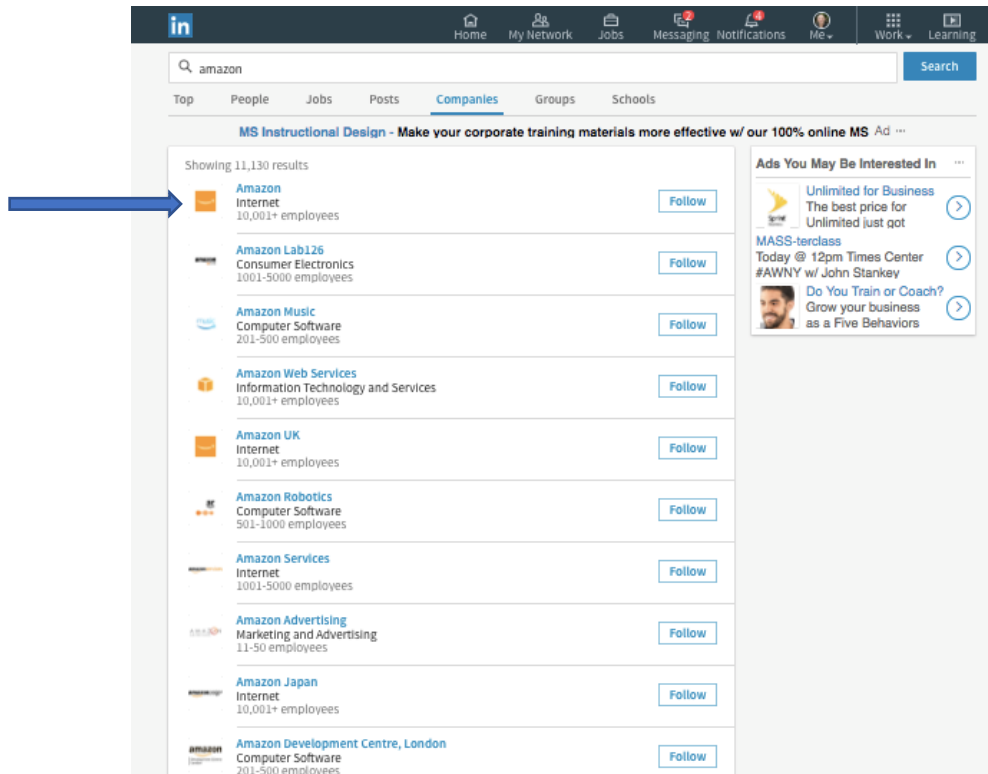 in
Home My Network Jobs Messaging 2 Notifications 4 Me Work Learning
amazon Search
Top People Jobs Posts Companies Groups Schools
MS Instructional Design - Make your corporate training materials more effective w/ our 100% online MS Ad ...
Showing 11,130 results
Amazon
Internet
10,001+ employees
Follow
Amazon Lab126
Consumer Electronics
1001-5000 employees
Follow
Amazon Music
Computer Software
201-500 employees
Follow
Amazon Web Services
Information Technology and Services
10,001+ employees
Follow
Amazon UK
Internet
10,001+ employees
Follow
Amazon Robotics
Computer Software
501-1000 employees
Follow
Amazon Services
Internet
1001-5000 employees
Follow
Amazon Advertising
Marketing and Advertising
11-50 employees
Follow
Amazon Japan
Internet
10,001+ employees
Follow
amazon
Amazon Development Centre, London
Computer Software
201-500 employees
Follow
Ads You May Be Interested In ...
Sprint
Unlimited for Business
The best price for
Unlimited just got
MASS-terclass
Today @ 12pm Times Center
#AWNY w/ John Stankey
Do You Train or Coach?
Grow your business
as a Five Behaviors